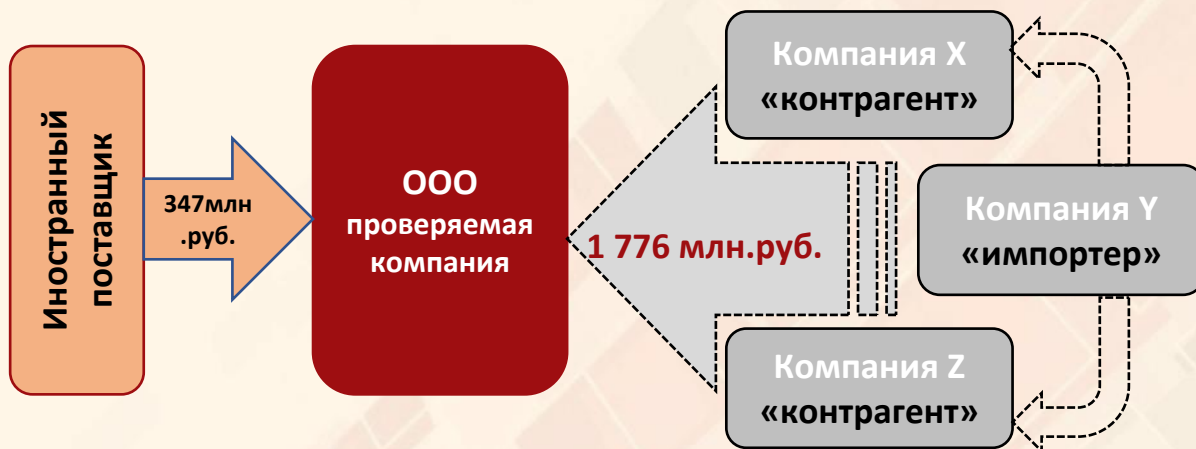 Иностранный
поставщик
347млн
.руб.
ООО
проверяемая
компания
1 776 млн.руб.
Компания X
«контрагент»
Компания Y
«импортер»
Компания Z
«контрагент»